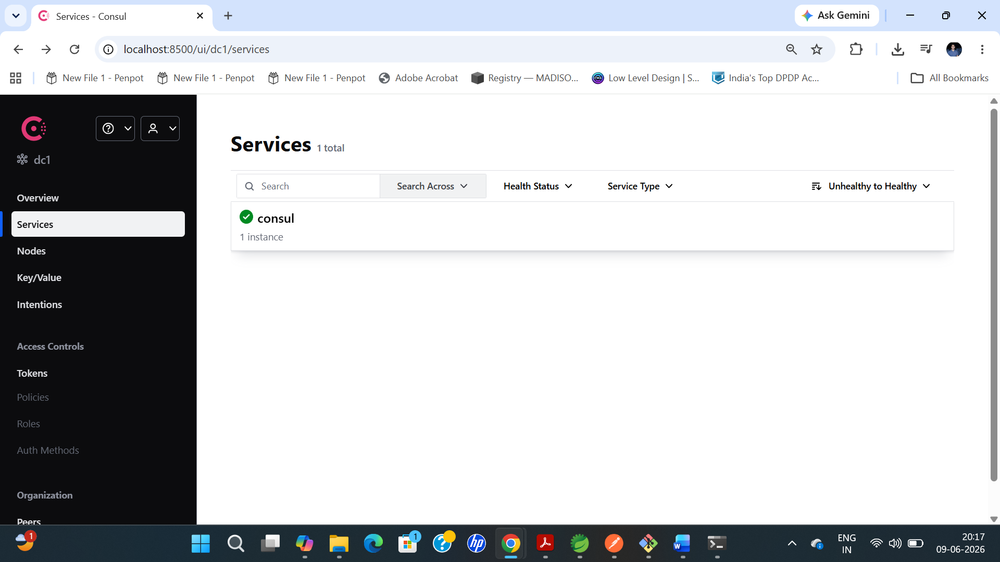 Services - Consul
Ask Gemini
localhost:8500/ui/dc1/services
New File 1 - Penpot
New File 1 - Penpot
New File 1 - Penpot
Adobe Acrobat
Registry — MADISO...
Low Level Design | S...
India's Top DPDP Ac...
All Bookmarks
dc1
Overview
Services
Nodes
Key/Value
Intentions
Access Controls
Tokens
Policies
Roles
Auth Methods
Organization
Peers
Services 1 total
Search
Search Across
Health Status
Service Type
Unhealthy to Healthy
consul
1 instance
1
1
hp
W
ENG
IN
20:17
09-06-2026